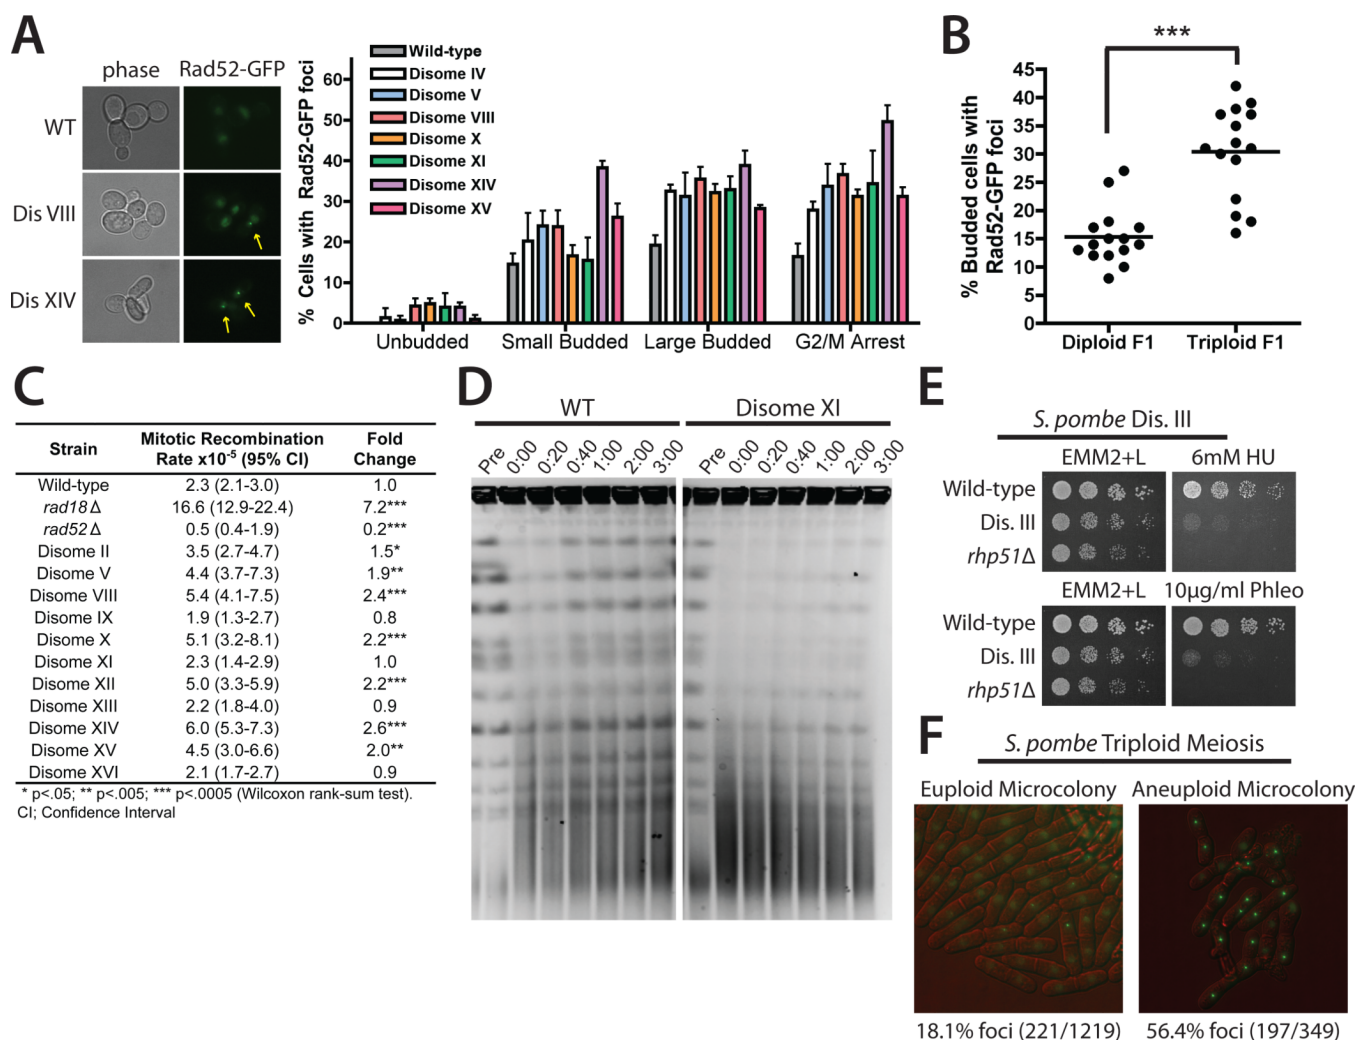 A
phase
Rad52-GFP
WT
Dis VIII
Dis XIV
% Cells with Rad52-GFP foci
60
50
40
30
20
10
0
Wild-type
Disome IV
Disome V
Disome VIII
Disome X
Disome XI
Disome XIV
Disome XV
Unbudded
Small Budded
Large Budded
G2/M Arrest
B
***
% Budded cells with
Rad52-GFP foci
45
40
35
30
25
20
15
10
5
0
Diploid F1
Triploid F1
C
Strain Mitotic Recombination Rate x10⁻⁵ (95% CI) Fold Change
Wild-type 2.3 (2.1-3.0) 1.0
rad18Δ 16.6 (12.9-22.4) 7.2***
rad52Δ 0.5 (0.4-1.9) 0.2***
Disome II 3.5 (2.7-4.7) 1.5*
Disome V 4.4 (3.7-7.3) 1.9**
Disome VIII 5.4 (4.1-7.5) 2.4***
Disome IX 1.9 (1.3-2.7) 0.8
Disome X 5.1 (3.2-8.1) 2.2***
Disome XI 2.3 (1.4-2.9) 1.0
Disome XII 5.0 (3.3-5.9) 2.2***
Disome XIII 2.2 (1.8-4.0) 0.9
Disome XIV 6.0 (5.3-7.3) 2.6***
Disome XV 4.5 (3.0-6.6) 2.0**
Disome XVI 2.1 (1.7-2.7) 0.9
* p<.05; ** p<.005; *** p<.0005 (Wilcoxon rank-sum test).
CI; Confidence Interval
D
WT
Disome XI
Pre 0:00 0:20 0:40 1:00 2:00 3:00
Pre 0:00 0:20 0:40 1:00 2:00 3:00
E
S. pombe Dis. III
EMM2+L
6mM HU
Wild-type
Dis. III
rhp51Δ
EMM2+L
10μg/ml Phleo
Wild-type
Dis. III
rhp51Δ
F
S. pombe Triploid Meiosis
Euploid Microcolony
Aneuploid Microcolony
18.1% foci (221/1219)
56.4% foci (197/349)